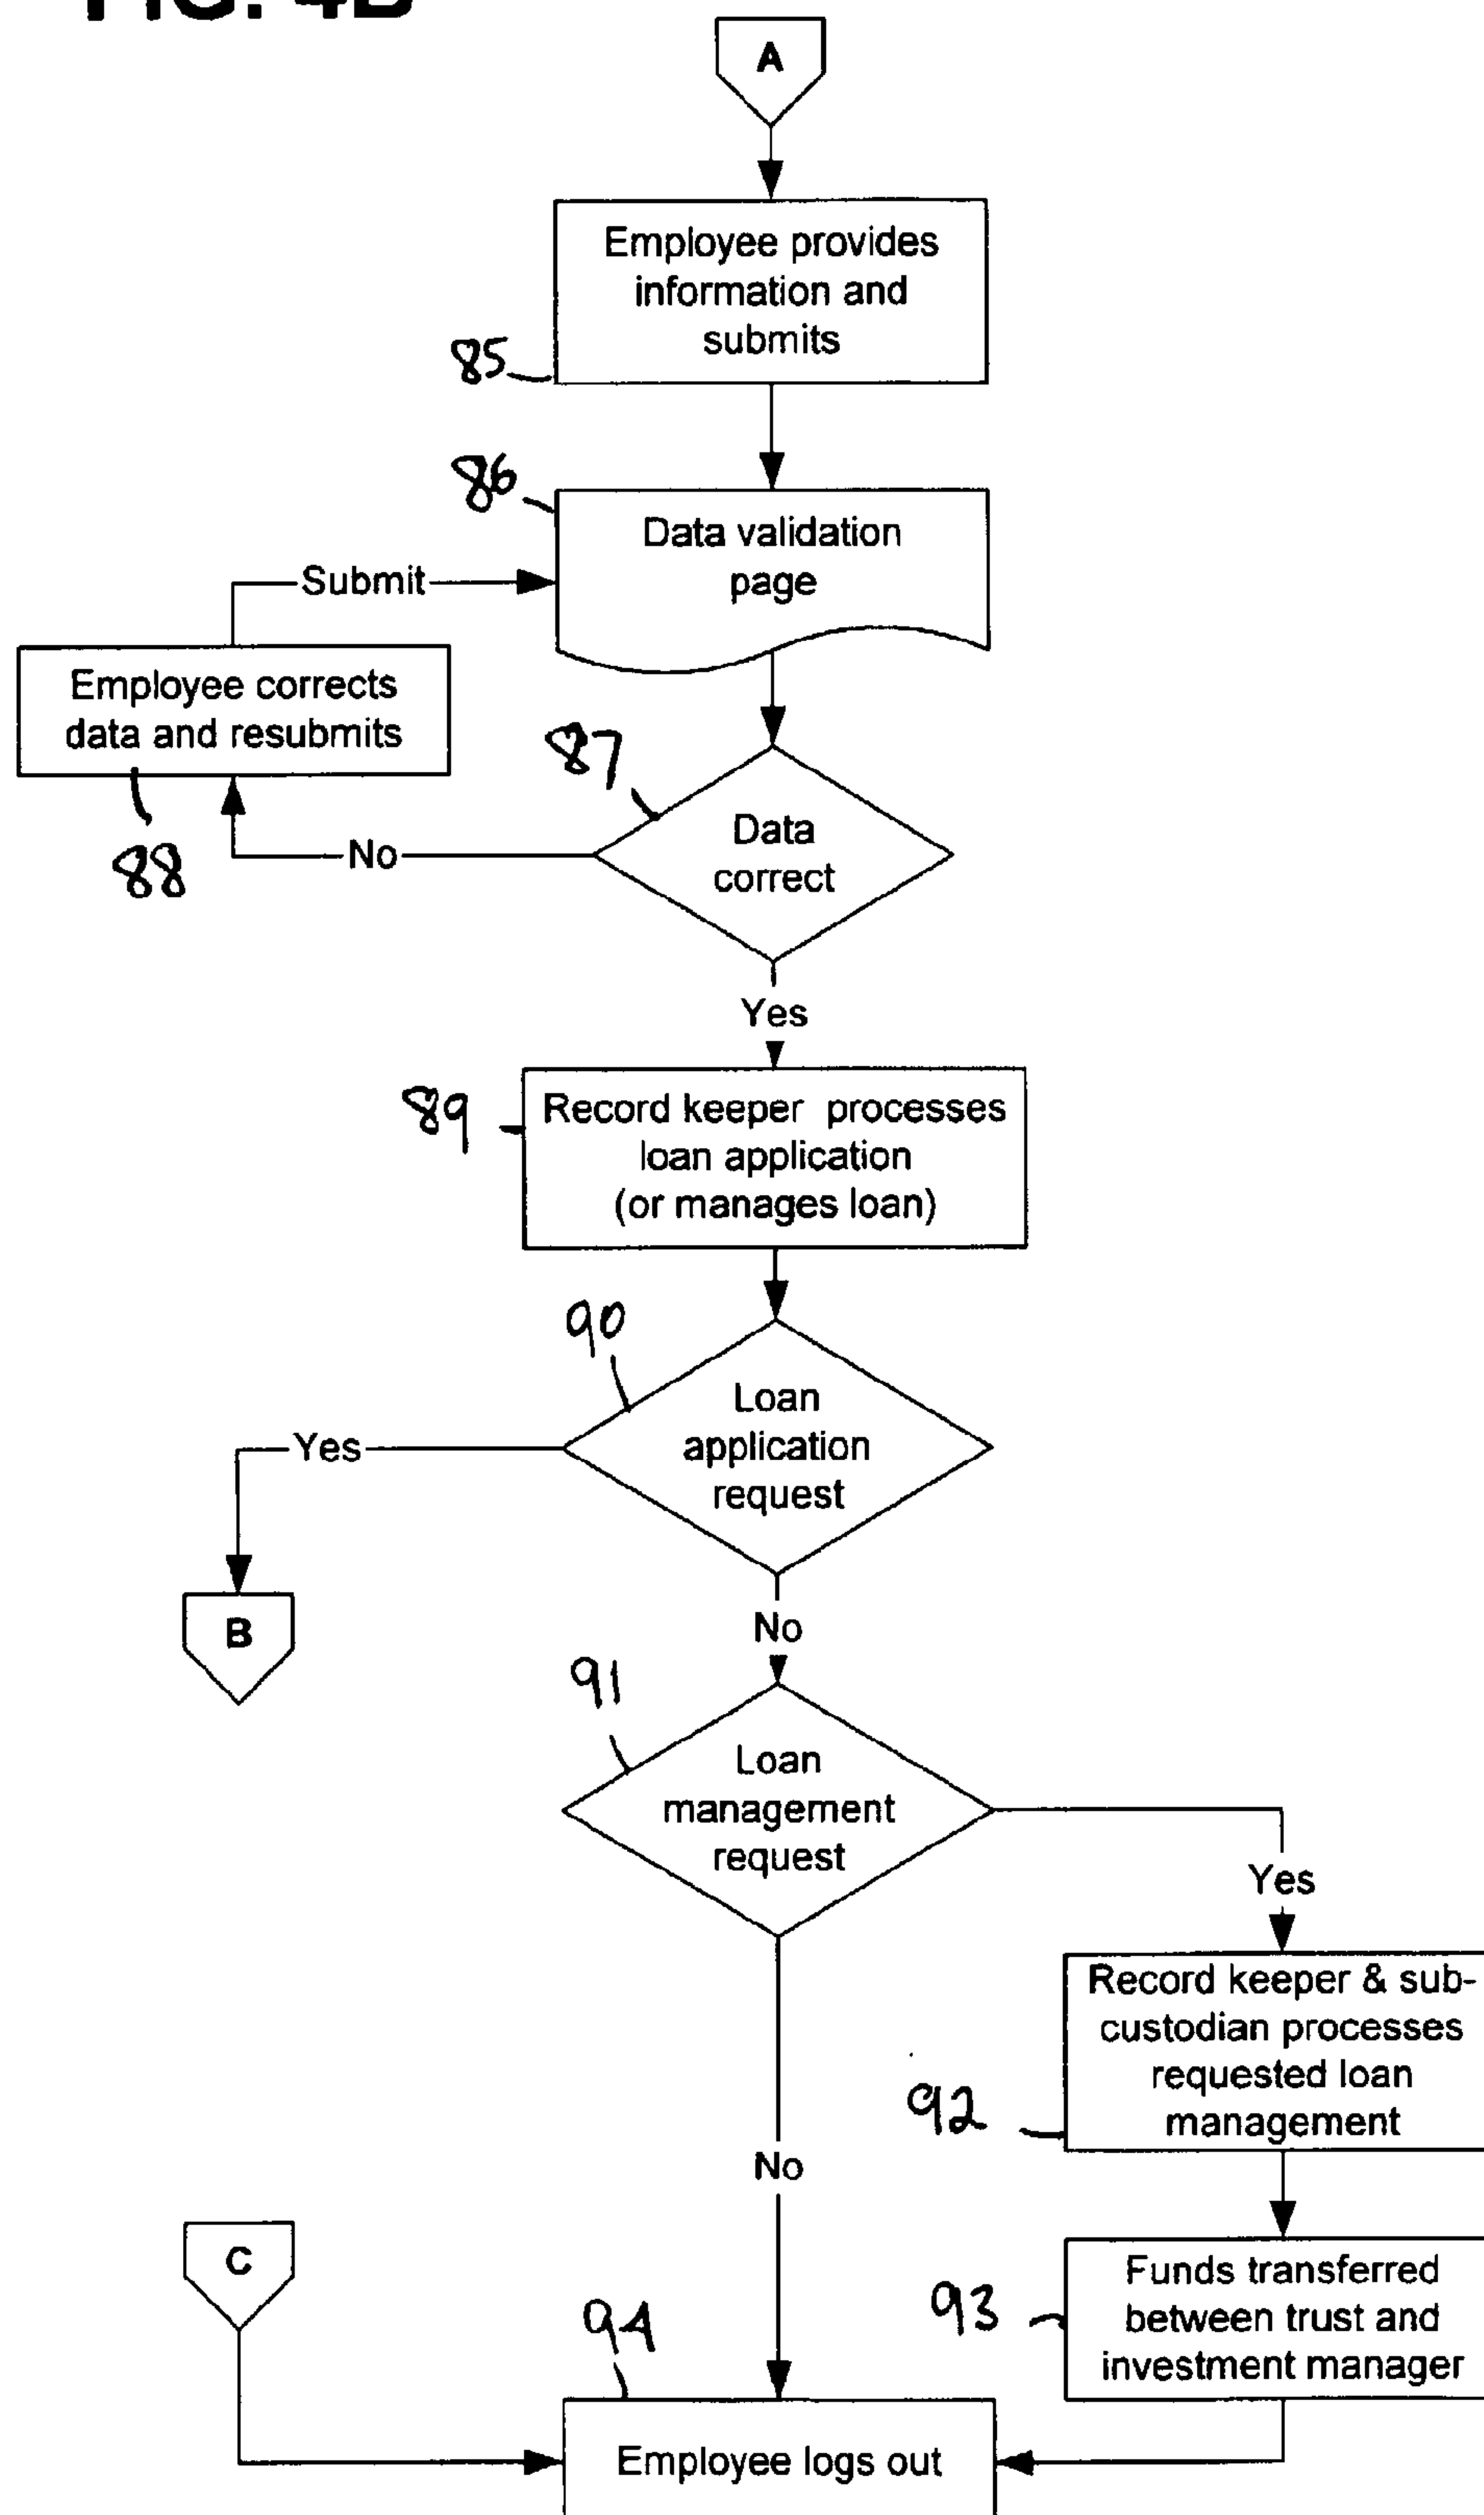 FIG. 4B
A
Employee provides
information and
submits
85
86
Data validation
page
Submit
Employee corrects
data and resubmits
88
87
Data
correct
No
Yes
89
Record keeper processes
loan application
(or manages loan)
90
Loan
application
request
Yes
B
No
91
Loan
management
request
Yes
Record keeper & sub-
custodian processes
requested loan
management
92
No
C
93
Funds transferred
between trust and
investment manager
94
Employee logs out